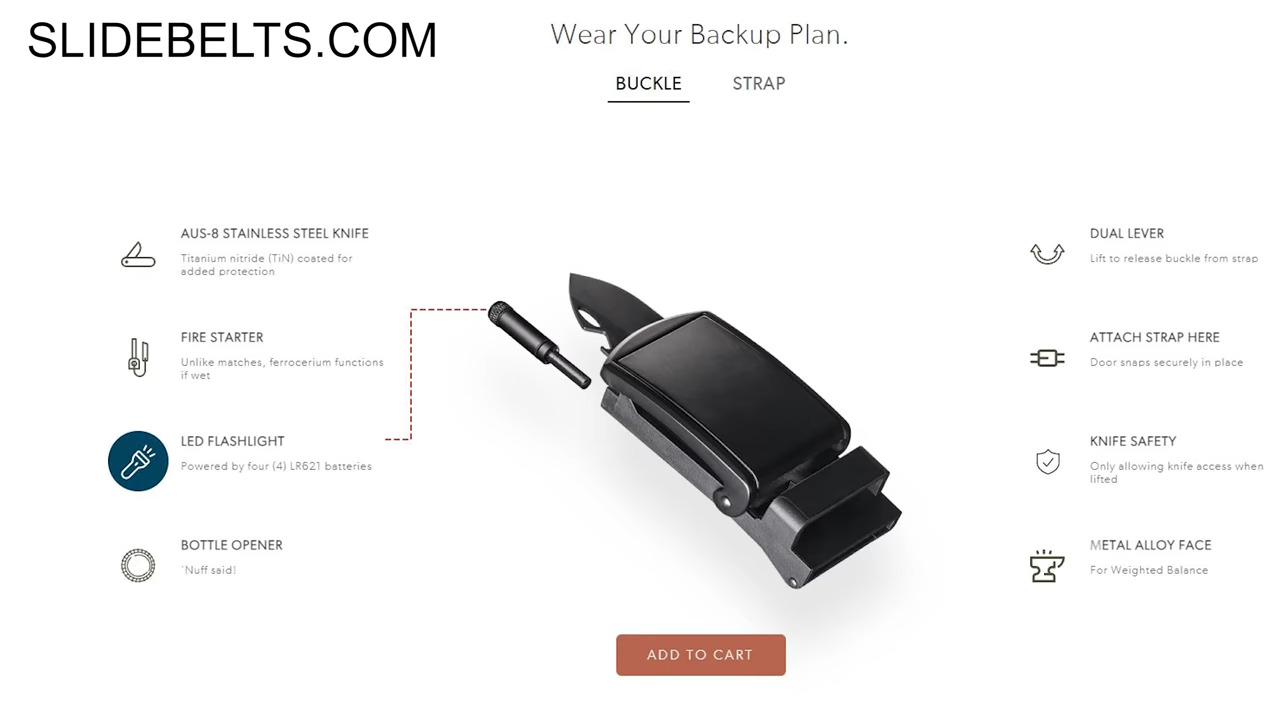 SLIDEBELTS.COM
Wear Your Backup Plan.
BUCKLE
STRAP
AUS-8 STAINLESS STEEL KNIFE
Titanium nitride (TiN) coated for
added protection
FIRE STARTER
Unlike matches, ferrocerium functions
if wet
LED FLASHLIGHT
Powered by four (4) LR621 batteries
BOTTLE OPENER
'Nuff said!
DUAL LEVER
Lift to release buckle from strap
ATTACH STRAP HERE
Door snaps securely in place
KNIFE SAFETY
Only allowing knife access when
lifted
METAL ALLOY FACE
For Weighted Balance
ADD TO CART